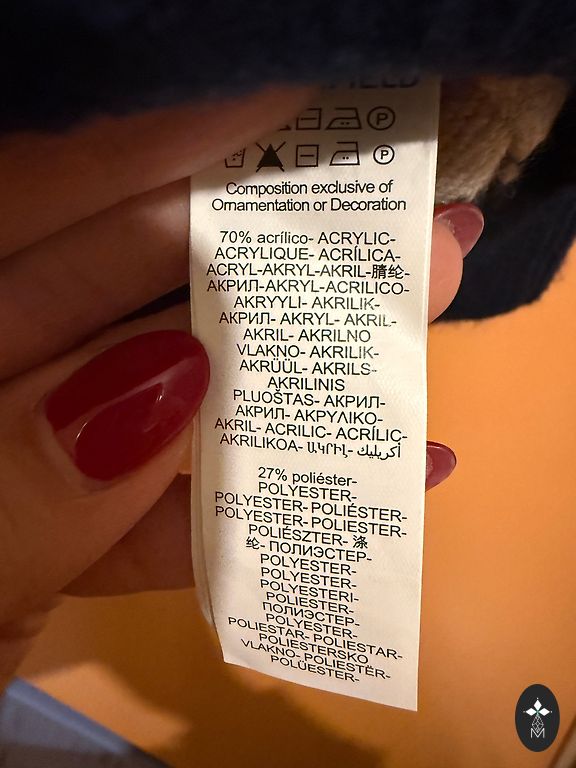 Composition exclusive of
Ornamentation or Decoration
70% acrílico- ACRYLIC-
ACRYLIQUE- ACRÍLICA-
ACRYL-AKRYL-AKRIL-腈纶-
АКРИЛ-AKRYL-ACRILICO-
AKRYYLI- AKRILIK-
АКРИЛ- AKRYL- AKRIL-
AKRIL- AKRILNO
VLAKNO- AKRILIK-
AKRÜÜL- AKRILS-
AKRILINIS
PLUOŠTAS- АКРИЛ-
АКРИЛ- ΑΚΡΥΛΙΚΟ-
AKRIL- ACRILIC- ACRÍLIC-
AKRILIKOA- ԱԿՐԻԼ- أكريليك-
27% poliéster-
POLYESTER-
POLYESTER- POLIÉSTER-
POLYESTER- POLIESTER-
POLIÉSZTER- 涤
纶- ПОЛИЭСТЕР-
POLYESTER-
POLYESTER-
POLYESTERI-
POLIESTER-
ПОЛИЭСТЕР-
POLYESTER-
POLIESTAR- POLIESTAR-
POLIESTERSKO
VLAKNO- POLIESTËR-
POLÜESTER-